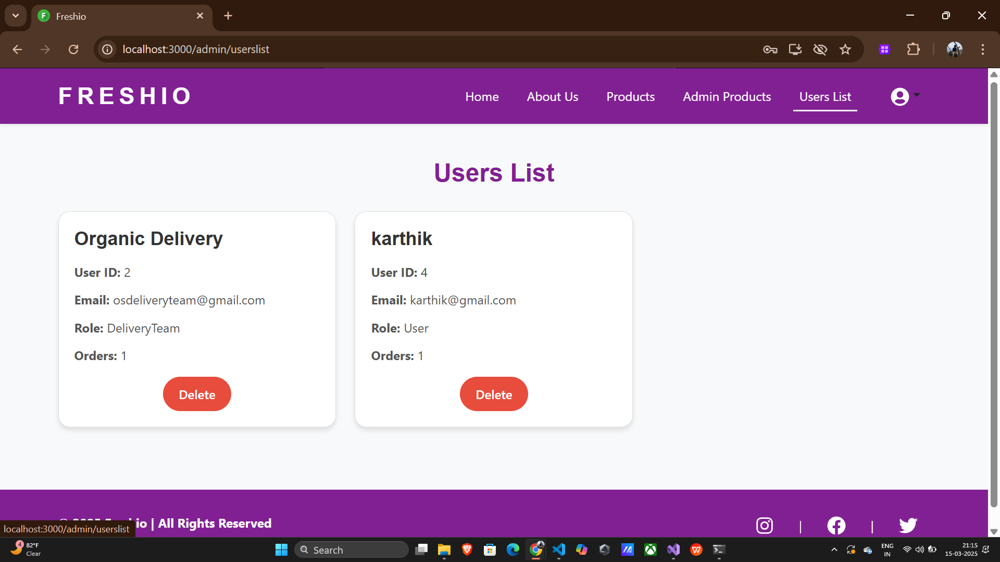 F Freshio
localhost:3000/admin/userslist
FRESHIO
Home About Us Products Admin Products Users List
Users List
Organic Delivery
User ID: 2
Email: osdeliveryteam@gmail.com
Role: DeliveryTeam
Orders: 1
Delete
karthik
User ID: 4
Email: karthik@gmail.com
Role: User
Orders: 1
Delete
| All Rights Reserved
| |
localhost:3000/admin/userslist
4
82°F
Clear
Search
ENG
IN
21:15
15-03-2025